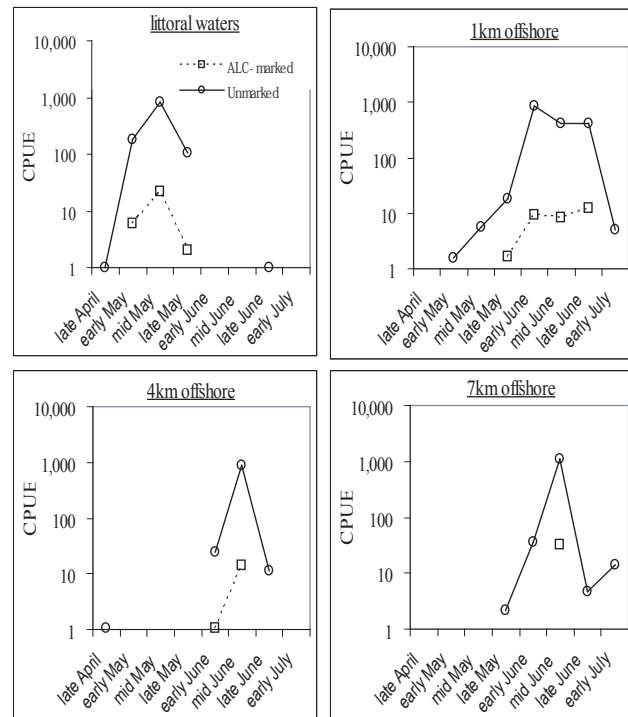 littoral waters
10,000
1,000
100
10
1
CPUE
ALC- marked
Unmarked
late April
early May
mid May
late May
early June
mid June
late June
early July
1km offshore
10,000
1,000
100
10
1
CPUE
late April
early May
mid May
late May
early June
mid June
late June
early July
4km offshore
10,000
1,000
100
10
1
CPUE
late April
early May
mid May
late May
early June
mid June
late June
early July
7km offshore
10,000
1,000
100
10
1
CPUE
late April
early May
mid May
late May
early June
mid June
late June
early July